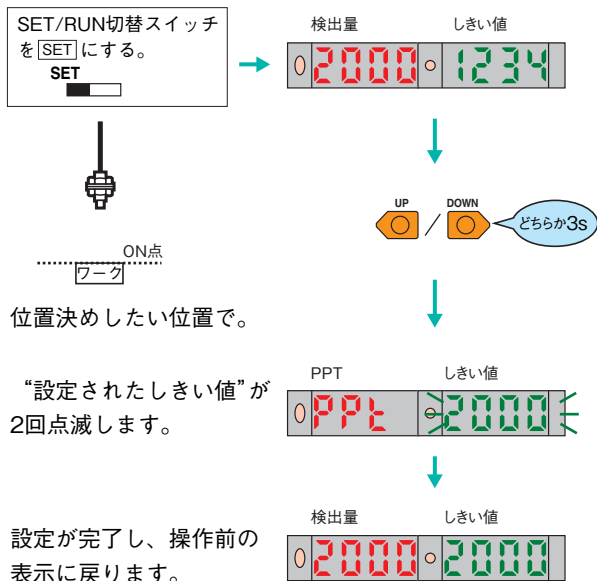 SET/RUN切替スイッチ
を SET にする。
SET
検出量 しきい値
2000 1234
UP DOWN
/
どちらか3s
ON点
ワーク
位置決めしたい位置で。
PPT しきい値
“設定されたしきい値”が
2回点滅します。
PPt 2000
検出量 しきい値
設定が完了し、操作前の
表示に戻ります。
2000 2000